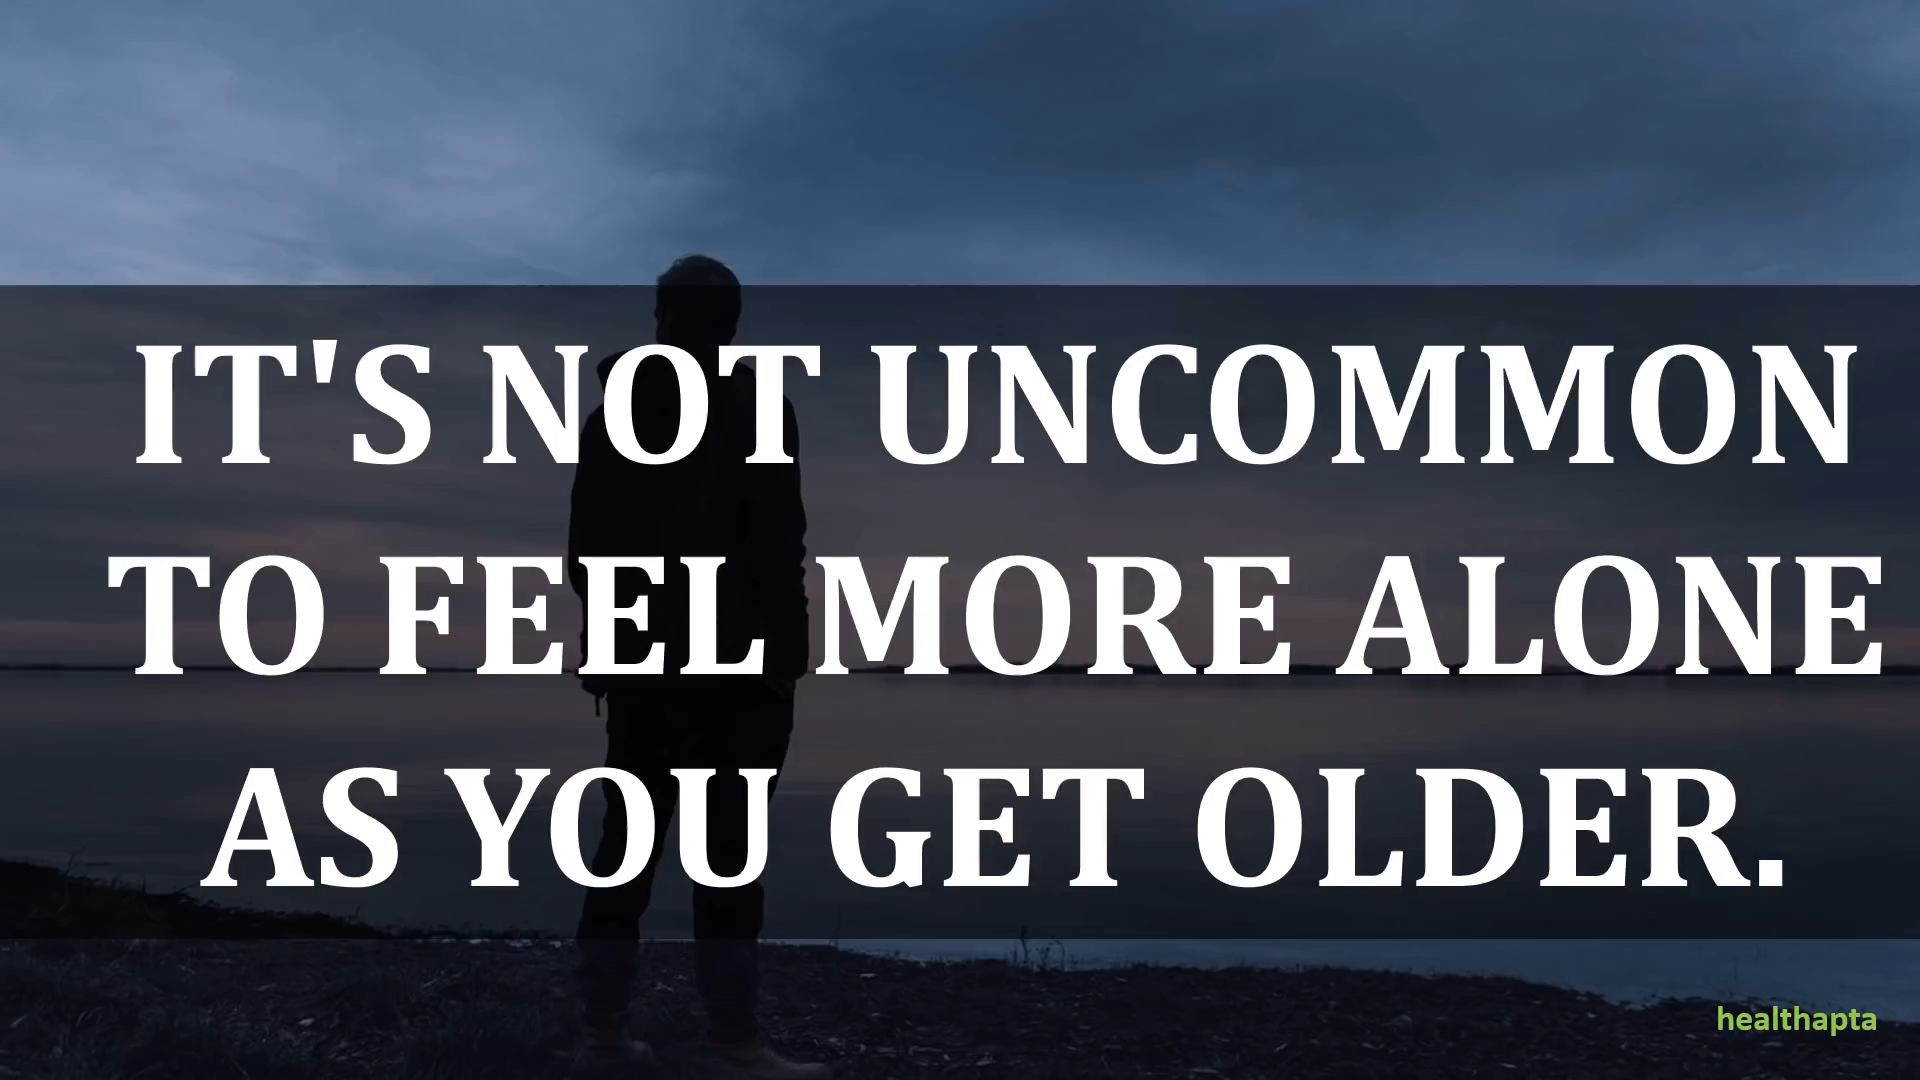 IT'S NOT UNCOMMON
TO FEEL MORE ALONE
AS YOU GET OLDER.
healthapta